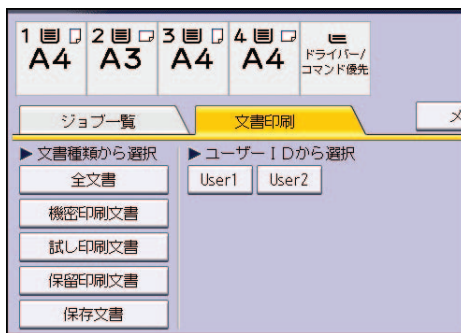 1 2 3 4
A4 A3 A4 A4 ドライバー/
コマンド優先
ジョブ一覧 文書印刷
▶文書種類から選択 ▶ユーザーIDから選択
全文書 User1 User2
機密印刷文書
試し印刷文書
保留印刷文書
保存文書